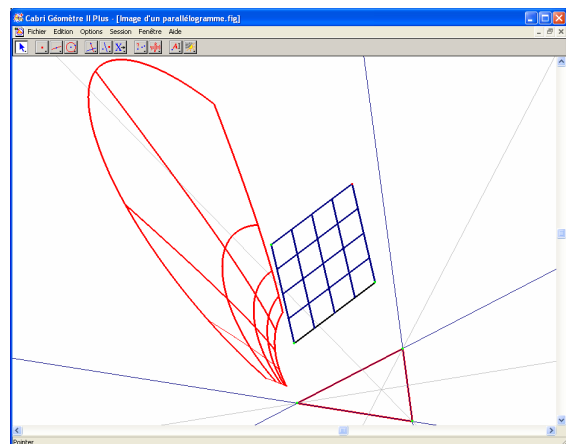 Cabri Géomètre II Plus - [Image d'un parallélogramme.fig]
Fichier Edition Options Session Fenêtre Aide
Pointer